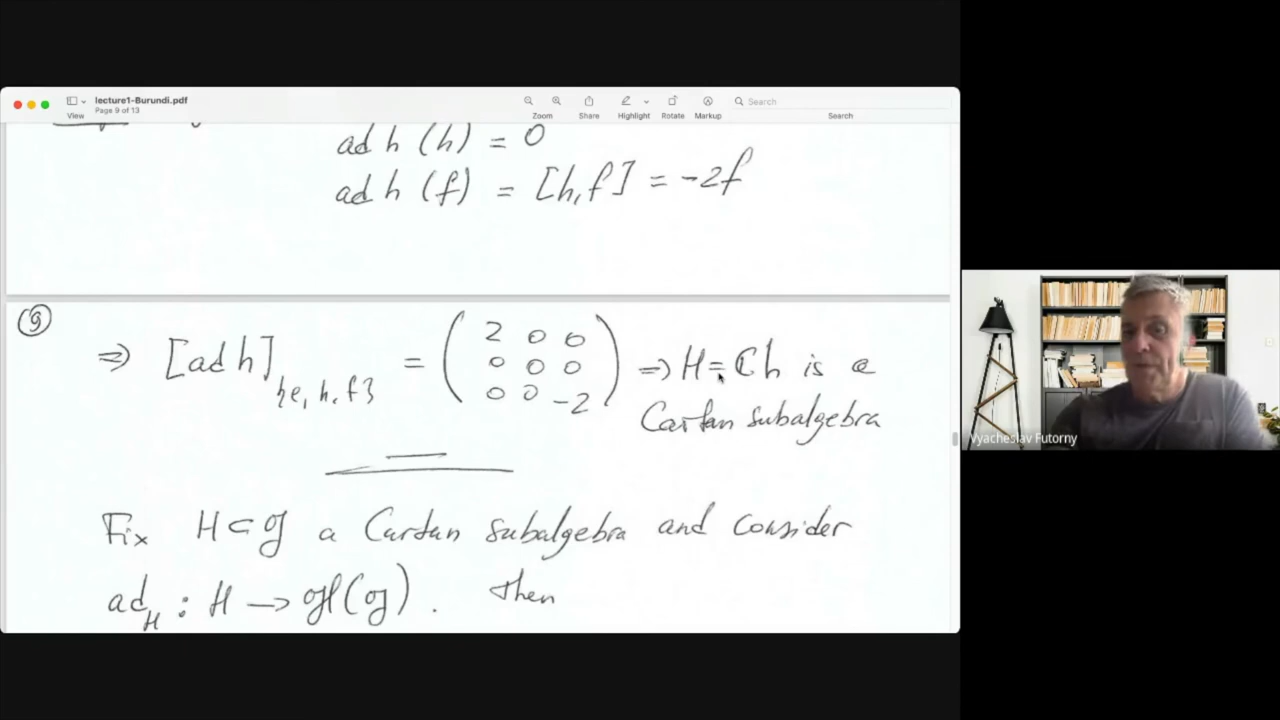 lecture1-Burundi.pdf
Page 9 of 13
View
Zoom
Share
Highlight
Rotate
Markup
Search
Search
ad h (h) = 0
ad h (f) = [h,f] = -2f
9
⇒ [ad h]{e, h, f} = ( 2 0 0 ⇒ H = ℂh is a
0 0 0
0 0 -2 ) Cartan subalgebra
Fix H ⊂ g a Cartan subalgebra and consider
ad_H : H → gl(g). Then
Vyacheslav Futorny